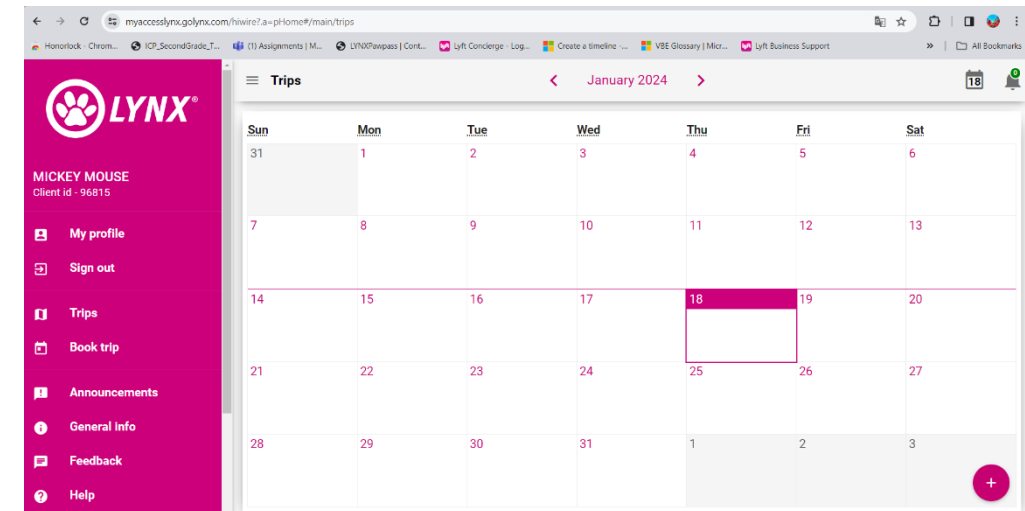 myaccesslynx.golynx.com/hiwire?.a=pHome#/main/trips
Honorlock - Chrom... ICP_SecondGrade_T... (1) Assignments | M... LYNXPawpass | Cont... Lyft Concierge - Log... Create a timeline -... VBE Glossary | Micr... Lyft Business Support » All Bookmarks
LYNX®
MICKEY MOUSE
Client id - 96815
My profile
Sign out
Trips
Book trip
Announcements
General info
Feedback
Help
Trips January 2024 18 0
Sun Mon Tue Wed Thu Fri Sat
31 1 2 3 4 5 6
7 8 9 10 11 12 13
14 15 16 17 18 19 20
21 22 23 24 25 26 27
28 29 30 31 1 2 3
+